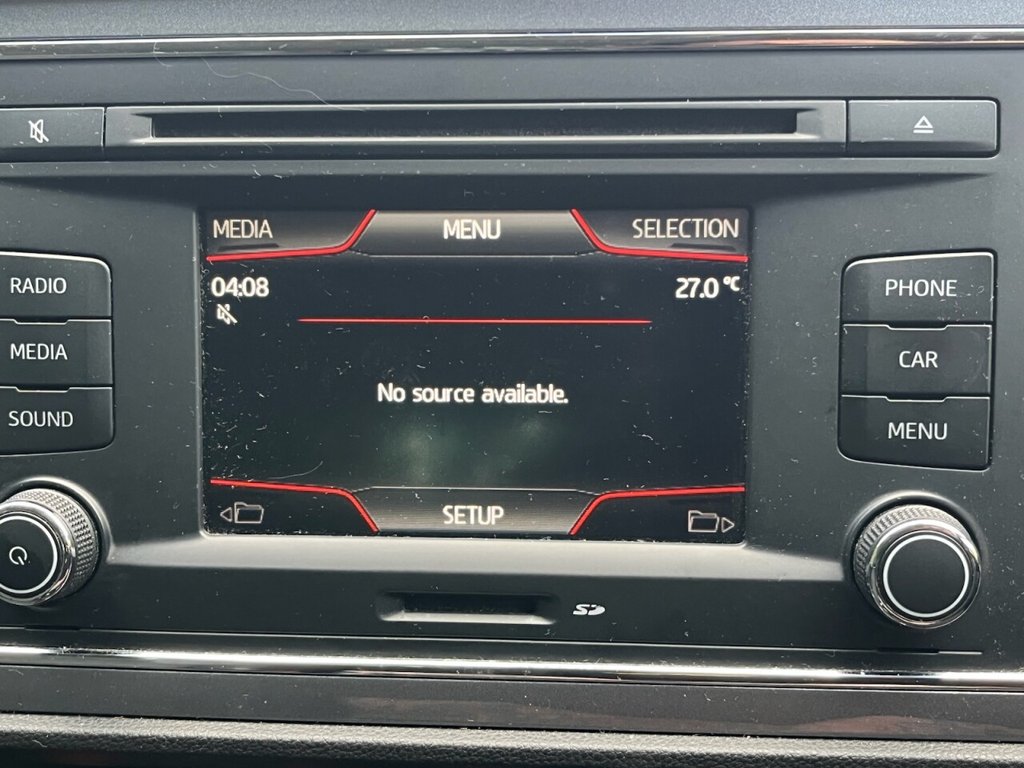 MEDIA MENU SELECTION
04:08 27.0 °C
No source available.
SETUP
RADIO
MEDIA
SOUND
PHONE
CAR
MENU
SD